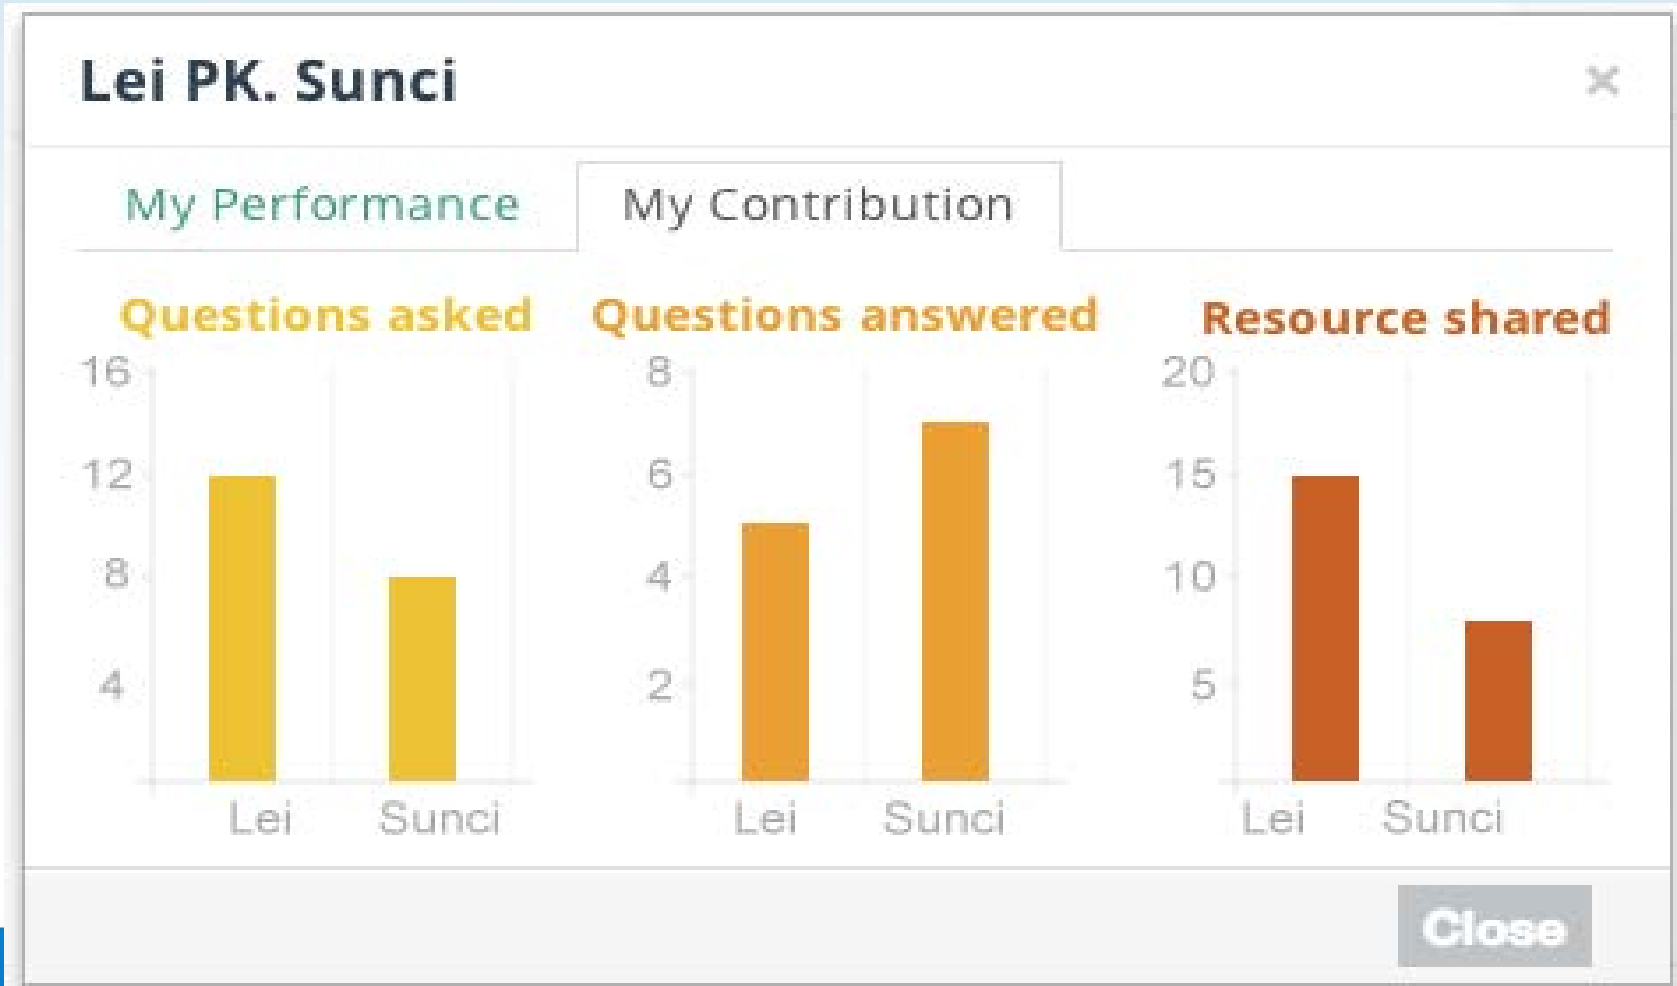 Lei PK. Sunci
×
My Performance
My Contribution
Questions asked
16
12
8
4
Lei Sunci
Questions answered
8
6
4
2
Lei Sunci
Resource shared
20
15
10
5
Lei Sunci
Close